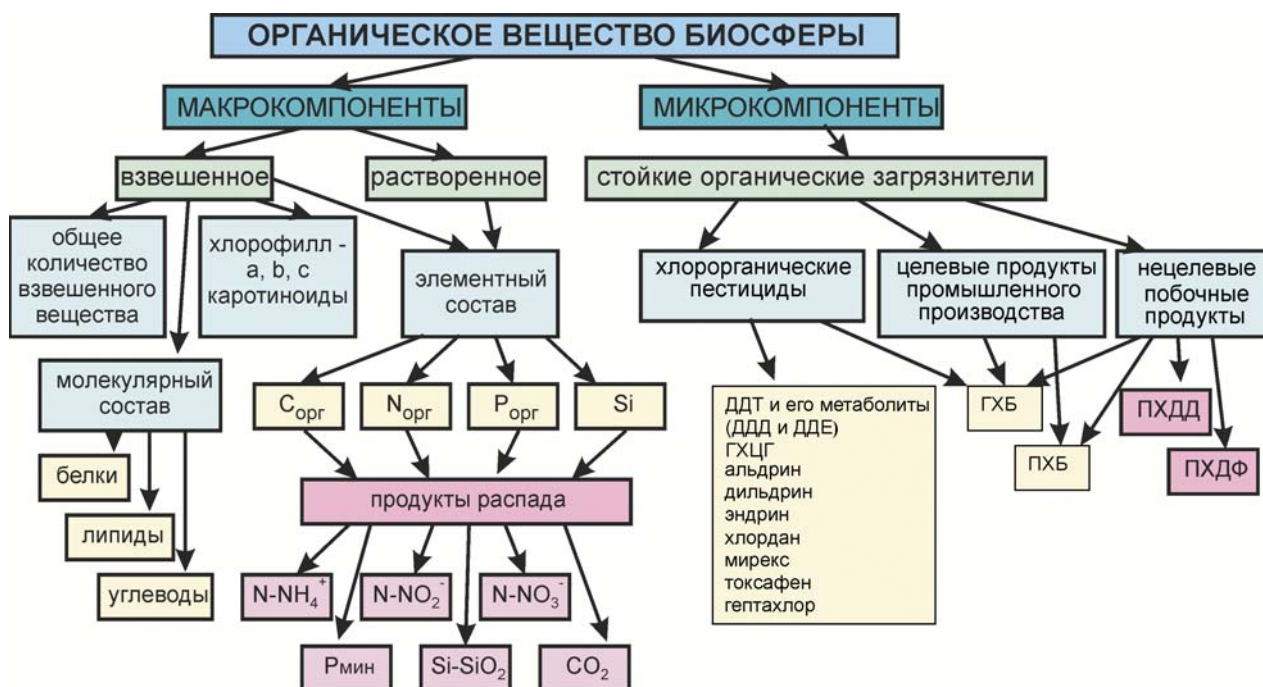 ОРГАНИЧЕСКОЕ ВЕЩЕСТВО БИОСФЕРЫ
МАКРОКОМПОНЕНТЫ
МИКРОКОМПОНЕНТЫ
взвешенное
растворенное
стойкие органические загрязнители
общее
количество
взвешенного
вещества
хлорофилл -
a, b, c
каротиноиды
элементный
состав
хлорорганические
пестициды
целевые продукты
промышленного
производства
нецелевые
побочные
продукты
молекулярный
состав
Cорг
Nорг
Pорг
Si
белки
липиды
углеводы
продукты распада
N-NH₄⁺
N-NO₂⁻
N-NO₃⁻
Pмин
Si-SiO₂
CO₂
ДДТ и его метаболиты
(ДДД и ДДЕ)
ГХЦГ
альдрин
дильдрин
эндрин
хлордан
мирекс
токсафен
гептахлор
ГХБ
ПХБ
ПХДД
ПХДФ